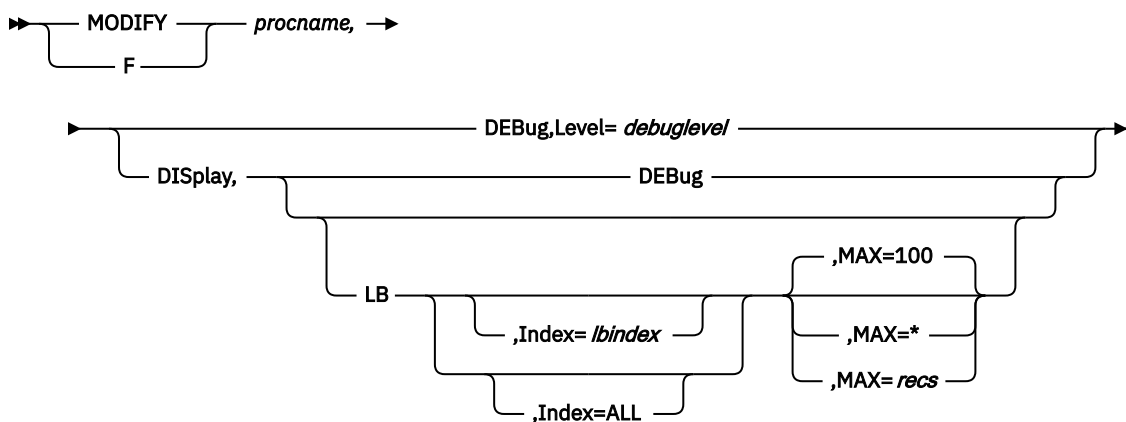 MODIFY procname,
F
DEBug,Level= debuglevel
DISplay, DEBug
,MAX=100
LB
,Index= lbindex ,MAX=*
,MAX= recs
,Index=ALL